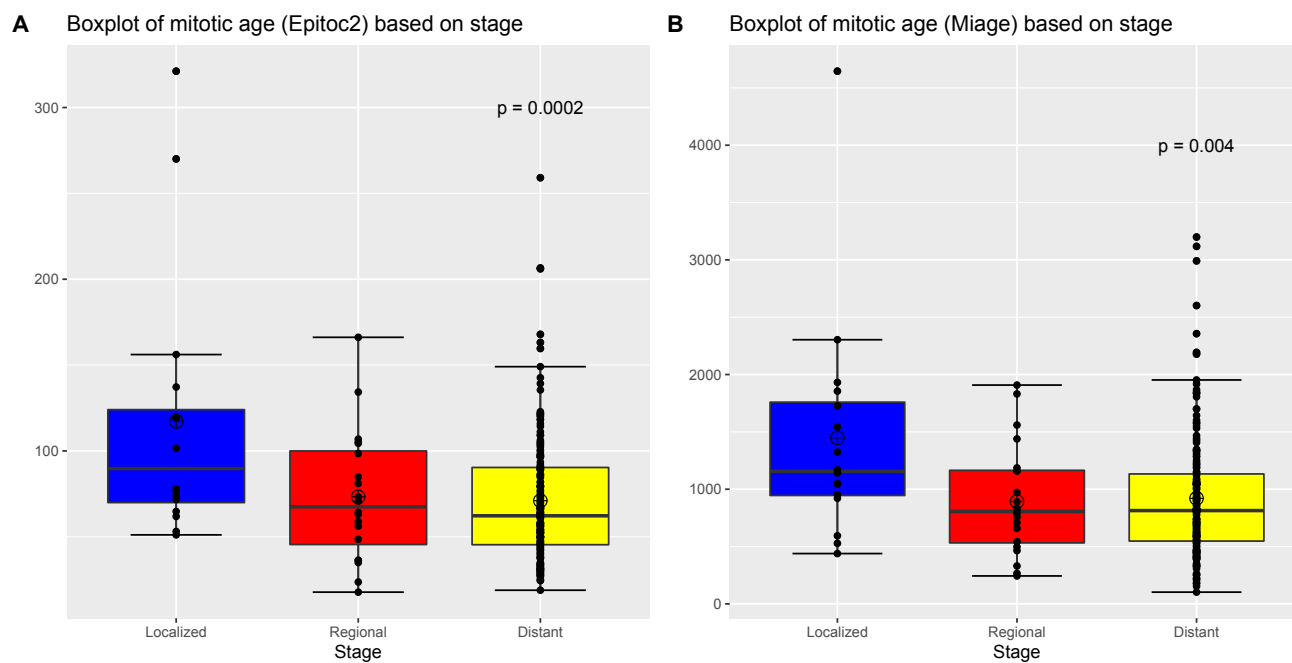 A Boxplot of mitotic age (Epitoc2) based on stage
p = 0.0002
300
200
100
Localized Regional Distant
Stage
B Boxplot of mitotic age (Miage) based on stage
p = 0.004
4000
3000
2000
1000
0
Localized Regional Distant
Stage